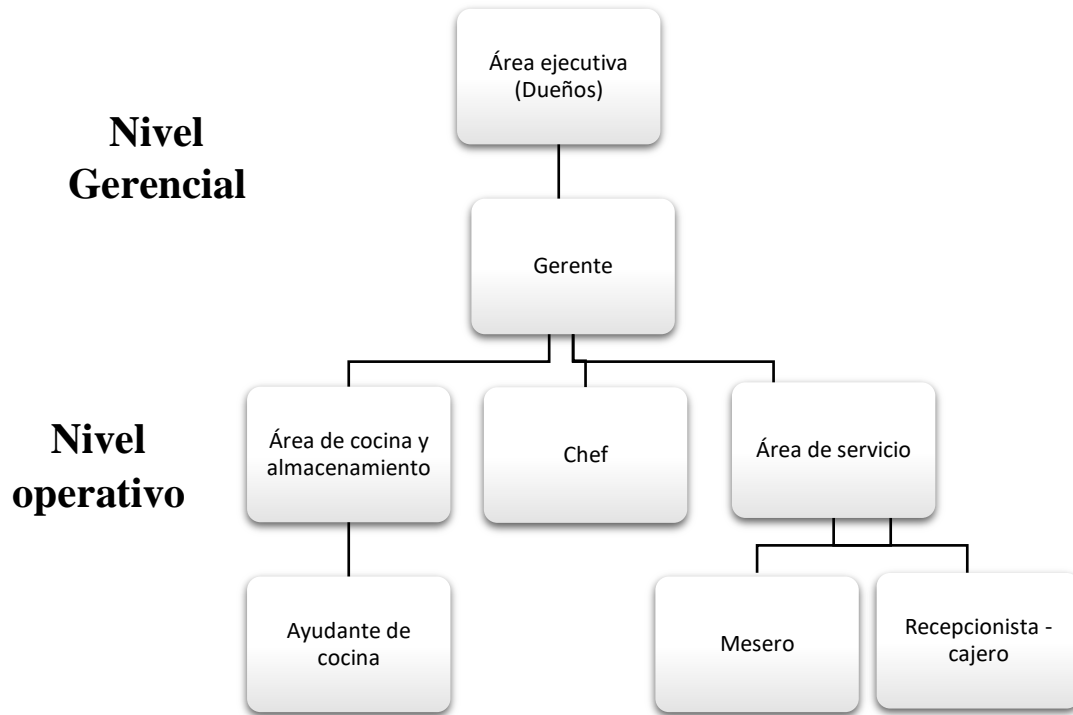 Área ejecutiva
(Dueños)
Nivel
Gerencial
Gerente
Nivel
operativo
Área de cocina y
almacenamiento
Chef
Área de servicio
Ayudante de
cocina
Mesero
Recepcionista -
cajero